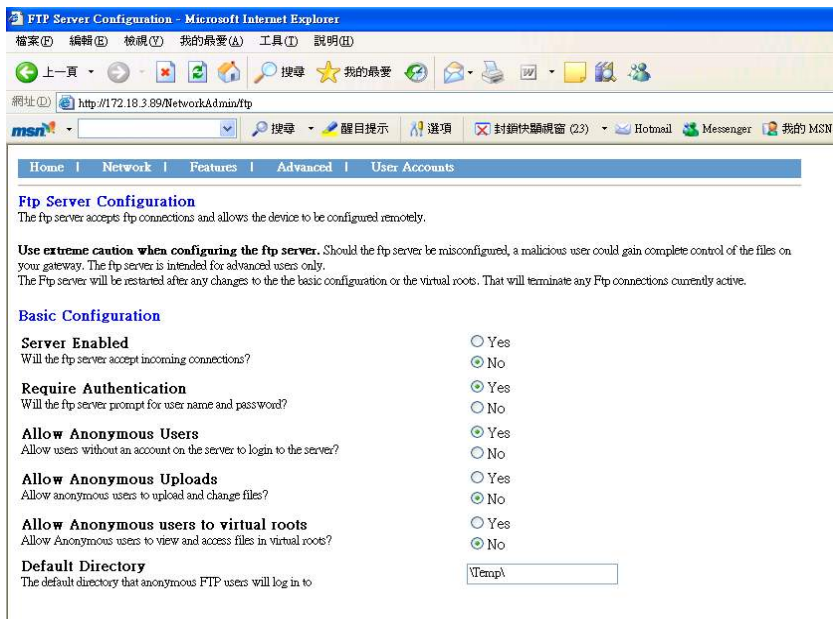 FTP Server Configuration - Microsoft Internet Explorer
檔案(F) 編輯(E) 檢視(V) 我的最愛(A) 工具(T) 說明(H)
上一頁 搜尋 我的最愛
網址(D) http://172.18.3.89/NetworkAdmin/ftp
msn 搜尋 醒目提示 選項 封鎖快顯視窗 (23) Hotmail Messenger 我的 MSN
Home | Network | Features | Advanced | User Accounts
Ftp Server Configuration
The ftp server accepts ftp connections and allows the device to be configured remotely.
Use extreme caution when configuring the ftp server. Should the ftp server be misconfigured, a malicious user could gain complete control of the files on
your gateway. The ftp server is intended for advanced users only.
The Ftp server will be restarted after any changes to the the basic configuration or the virtual roots. That will terminate any Ftp connections currently active.
Basic Configuration
Server Enabled
Will the ftp server accept incoming connections?
Yes
No
Require Authentication
Will the ftp server prompt for user name and password?
Yes
No
Allow Anonymous Users
Allow users without an account on the server to login to the server?
Yes
No
Allow Anonymous Uploads
Allow anonymous users to upload and change files?
Yes
No
Allow Anonymous users to virtual roots
Allow Anonymous users to view and access files in virtual roots?
Yes
No
Default Directory
The default directory that anonymous FTP users will log in to
\Temp\